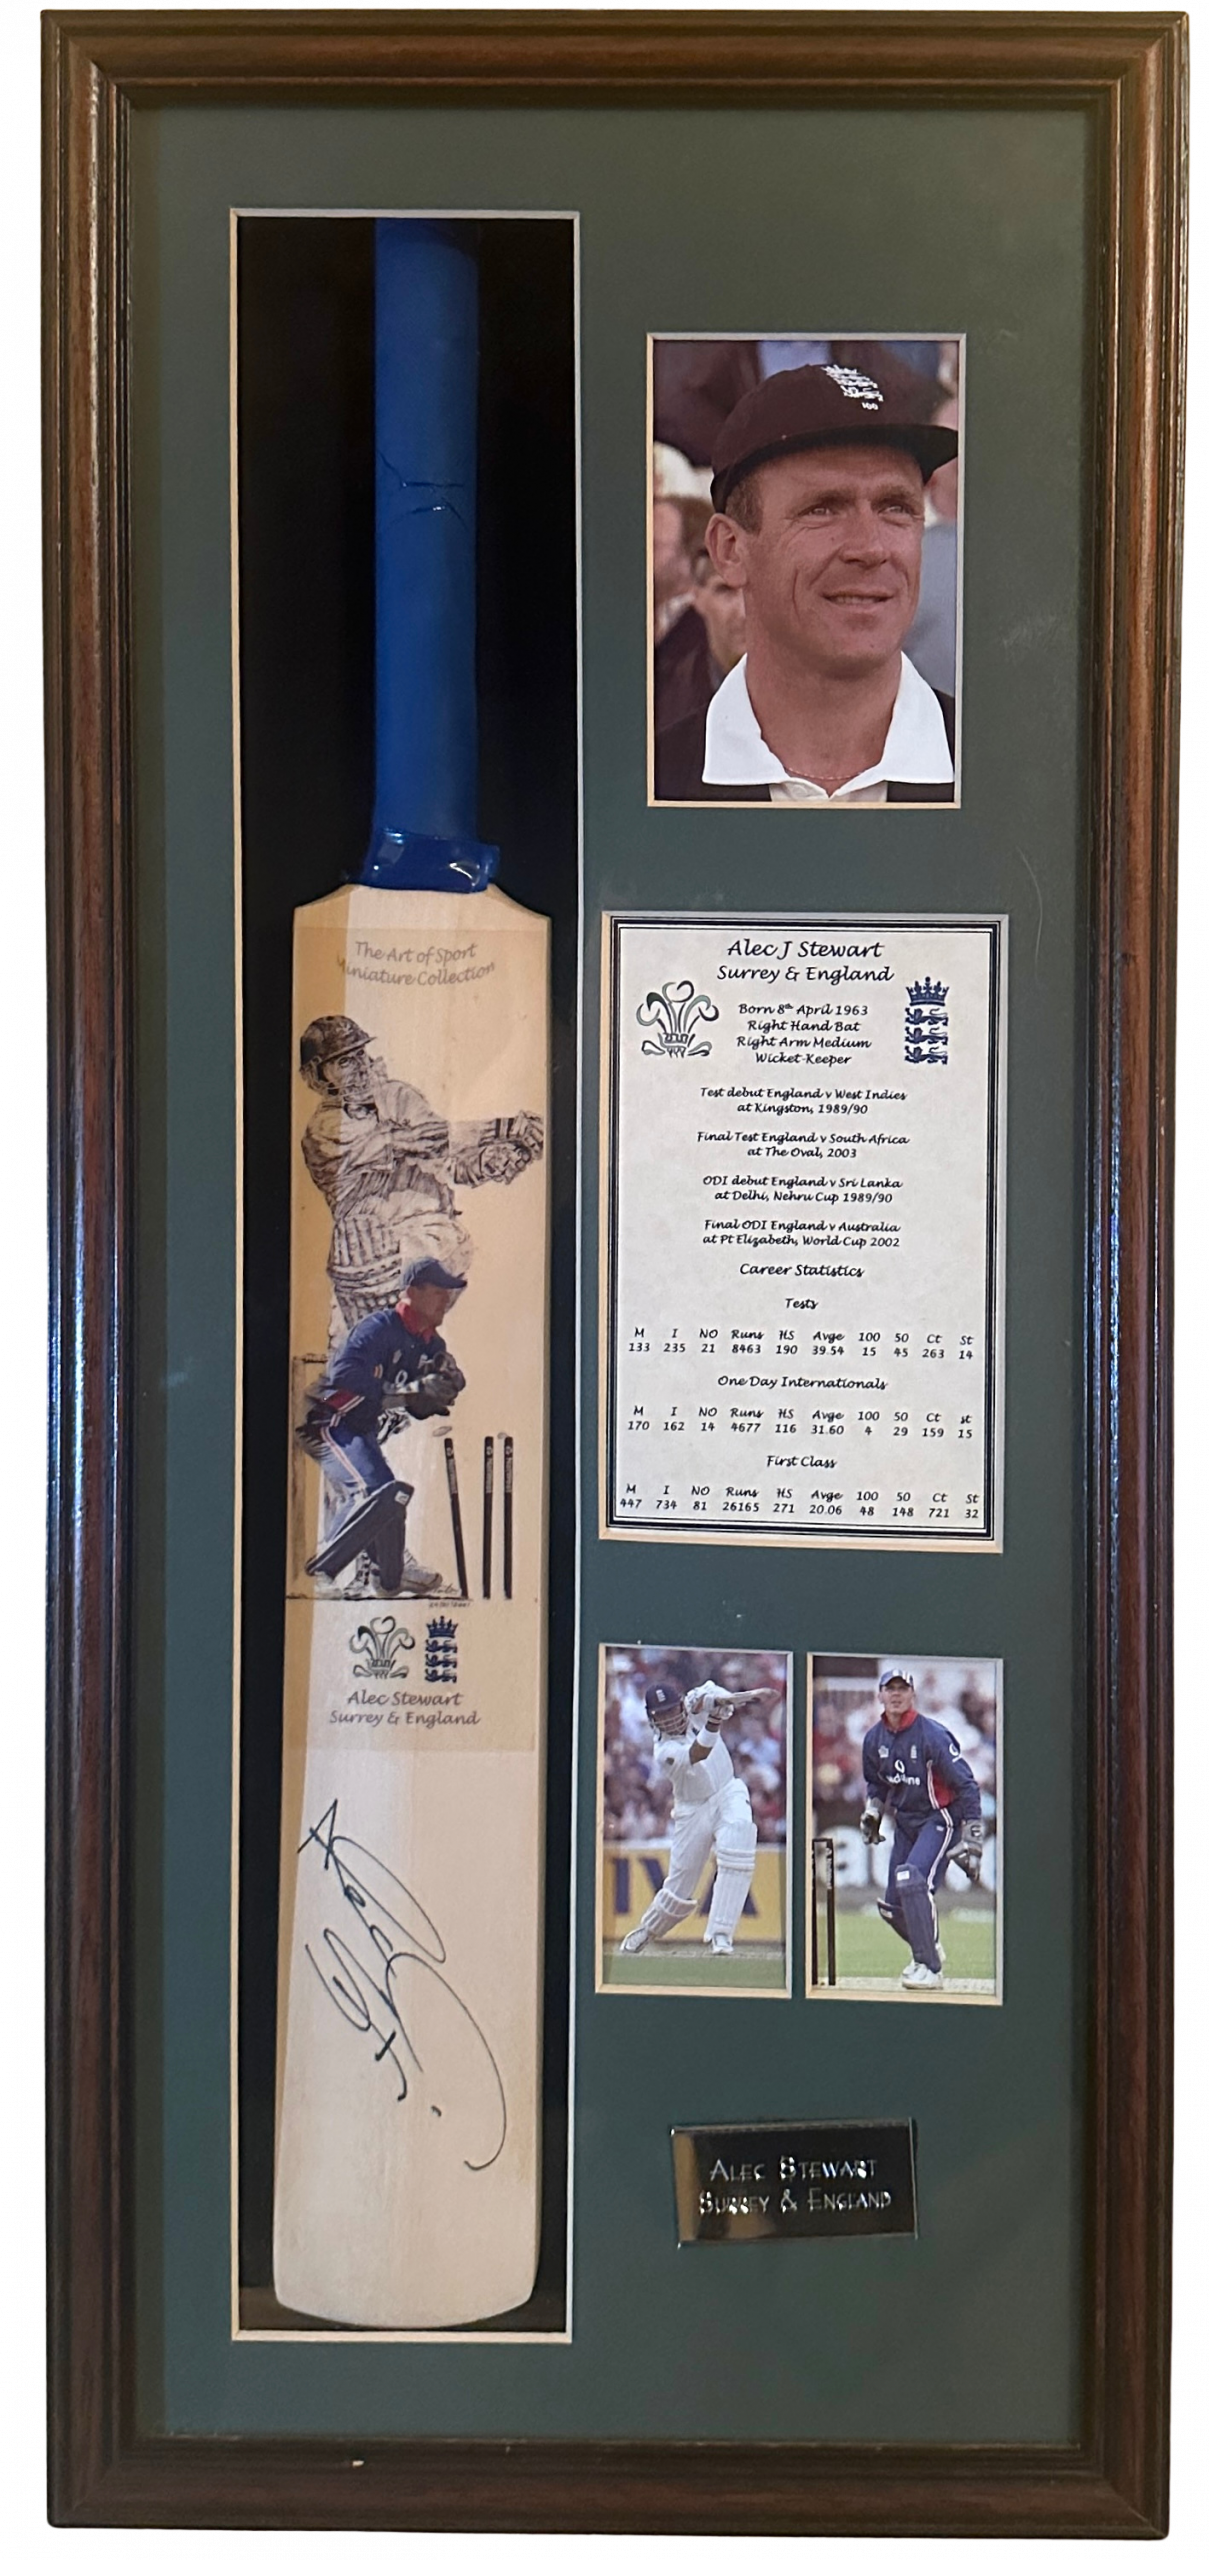 The Art of Sport
Miniature Collection
Alec Stewart
Surrey & England
100
Alec J Stewart
Surrey & England
Born 8th April 1963
Right Hand Bat
Right Arm Medium
Wicket-Keeper
Test debut England v West Indies
at Kingston, 1989/90
Final Test England v South Africa
at The Oval, 2003
ODI debut England v Sri Lanka
at Delhi, Nehru Cup 1989/90
Final ODI England v Australia
at Pt Elizabeth, World Cup 2002
Career Statistics
Tests
M I NO Runs HS Avge 100 50 Ct St
133 235 21 8463 190 39.54 15 45 263 14
One Day Internationals
M I NO Runs HS Avge 100 50 Ct st
170 162 14 4677 116 31.60 4 29 159 15
First Class
M I NO Runs HS Avge 100 50 Ct St
447 734 81 26165 271 20.06 48 148 721 32
Alec Stewart
Surrey & England